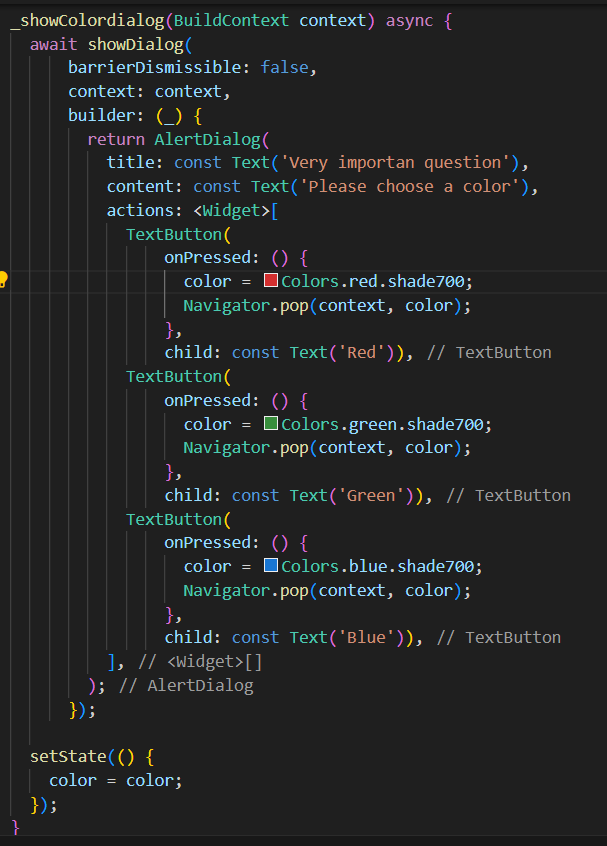 _showColordialog(BuildContext context) async {
await showDialog(
barrierDismissible: false,
context: context,
builder: (_) {
return AlertDialog(
title: const Text('Very importan question'),
content: const Text('Please choose a color'),
actions: <Widget>[
TextButton(
onPressed: () {
color = Colors.red.shade700;
Navigator.pop(context, color);
},
child: const Text('Red')), // TextButton
TextButton(
onPressed: () {
color = Colors.green.shade700;
Navigator.pop(context, color);
},
child: const Text('Green')), // TextButton
TextButton(
onPressed: () {
color = Colors.blue.shade700;
Navigator.pop(context, color);
},
child: const Text('Blue')), // TextButton
], // <Widget>[]
); // AlertDialog
});
setState(() {
color = color;
});
}